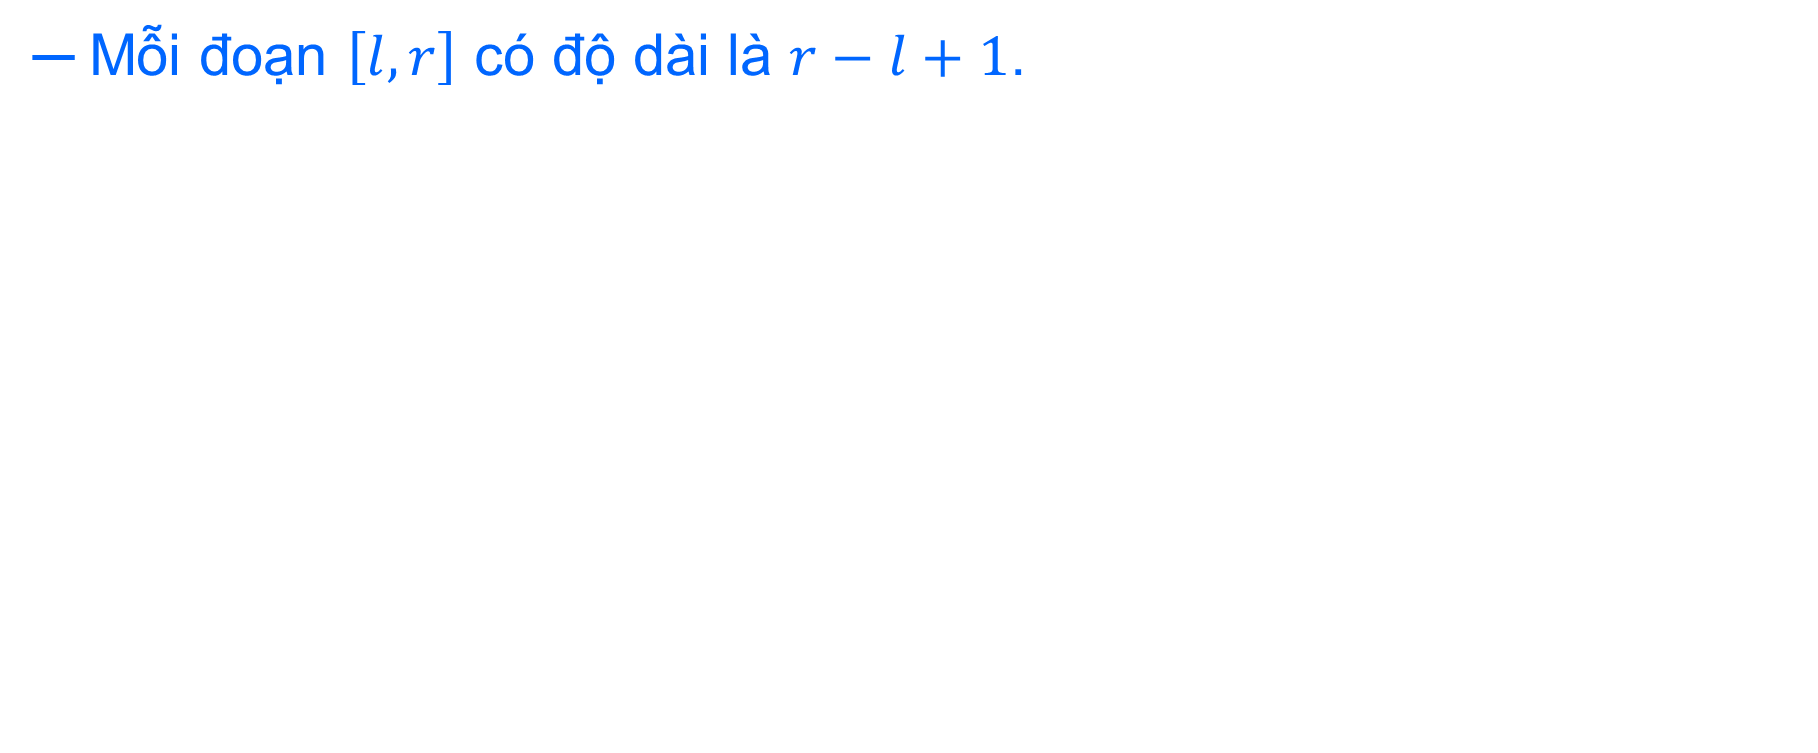 — Mỗi đoạn [l, r] có độ dài là r − l + 1.